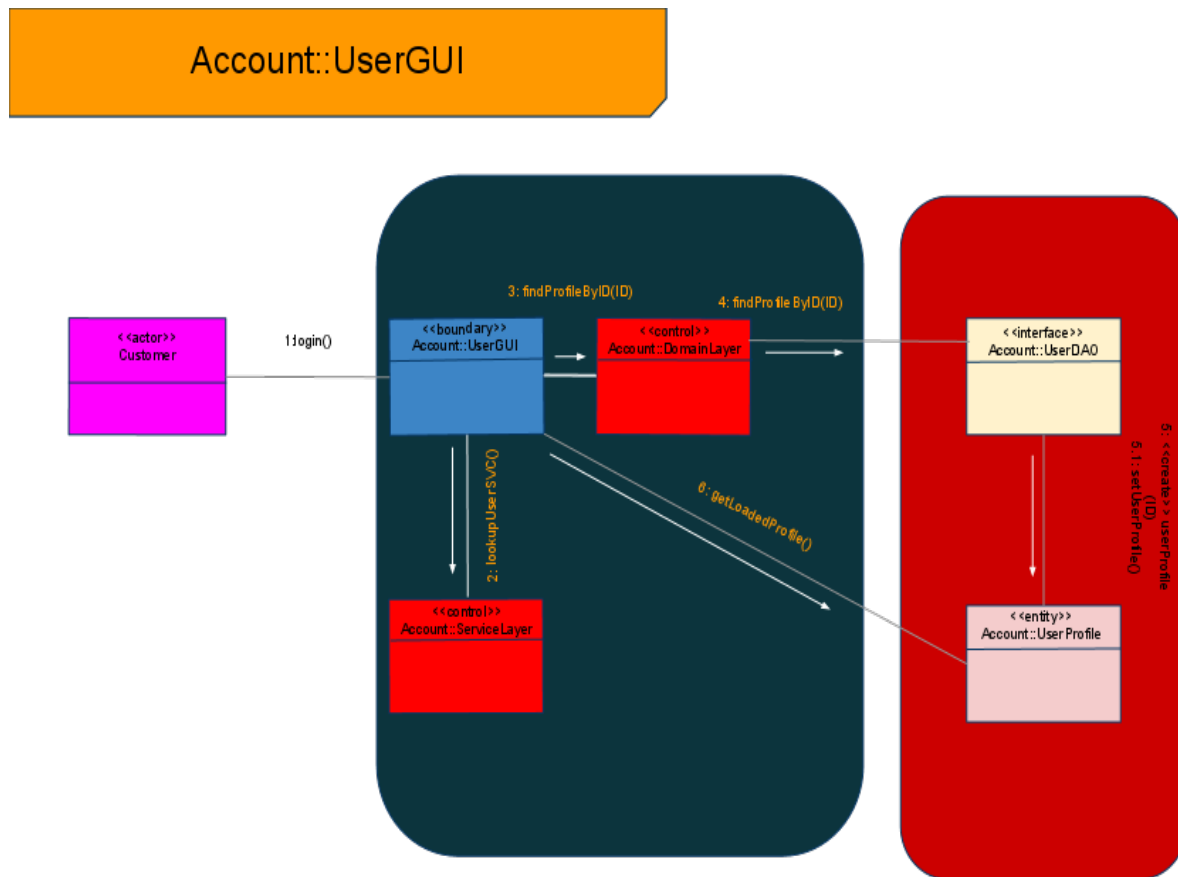 Account::UserGUI
3: findProfileByID(ID)
4: findProfileByID(ID)
<<actor>>
Customer
1:login()
<<boundary>>
Account::UserGUI
<<control>>
Account::DomainLayer
<<interface>>
Account::UserDAO
2: lookupUserSVC()
6: getLoadedProfile()
5: <<create>> userProfile
(ID)
5.1: setUserProfile()
<<control>>
Account::ServiceLayer
<<entity>>
Account::UserProfile